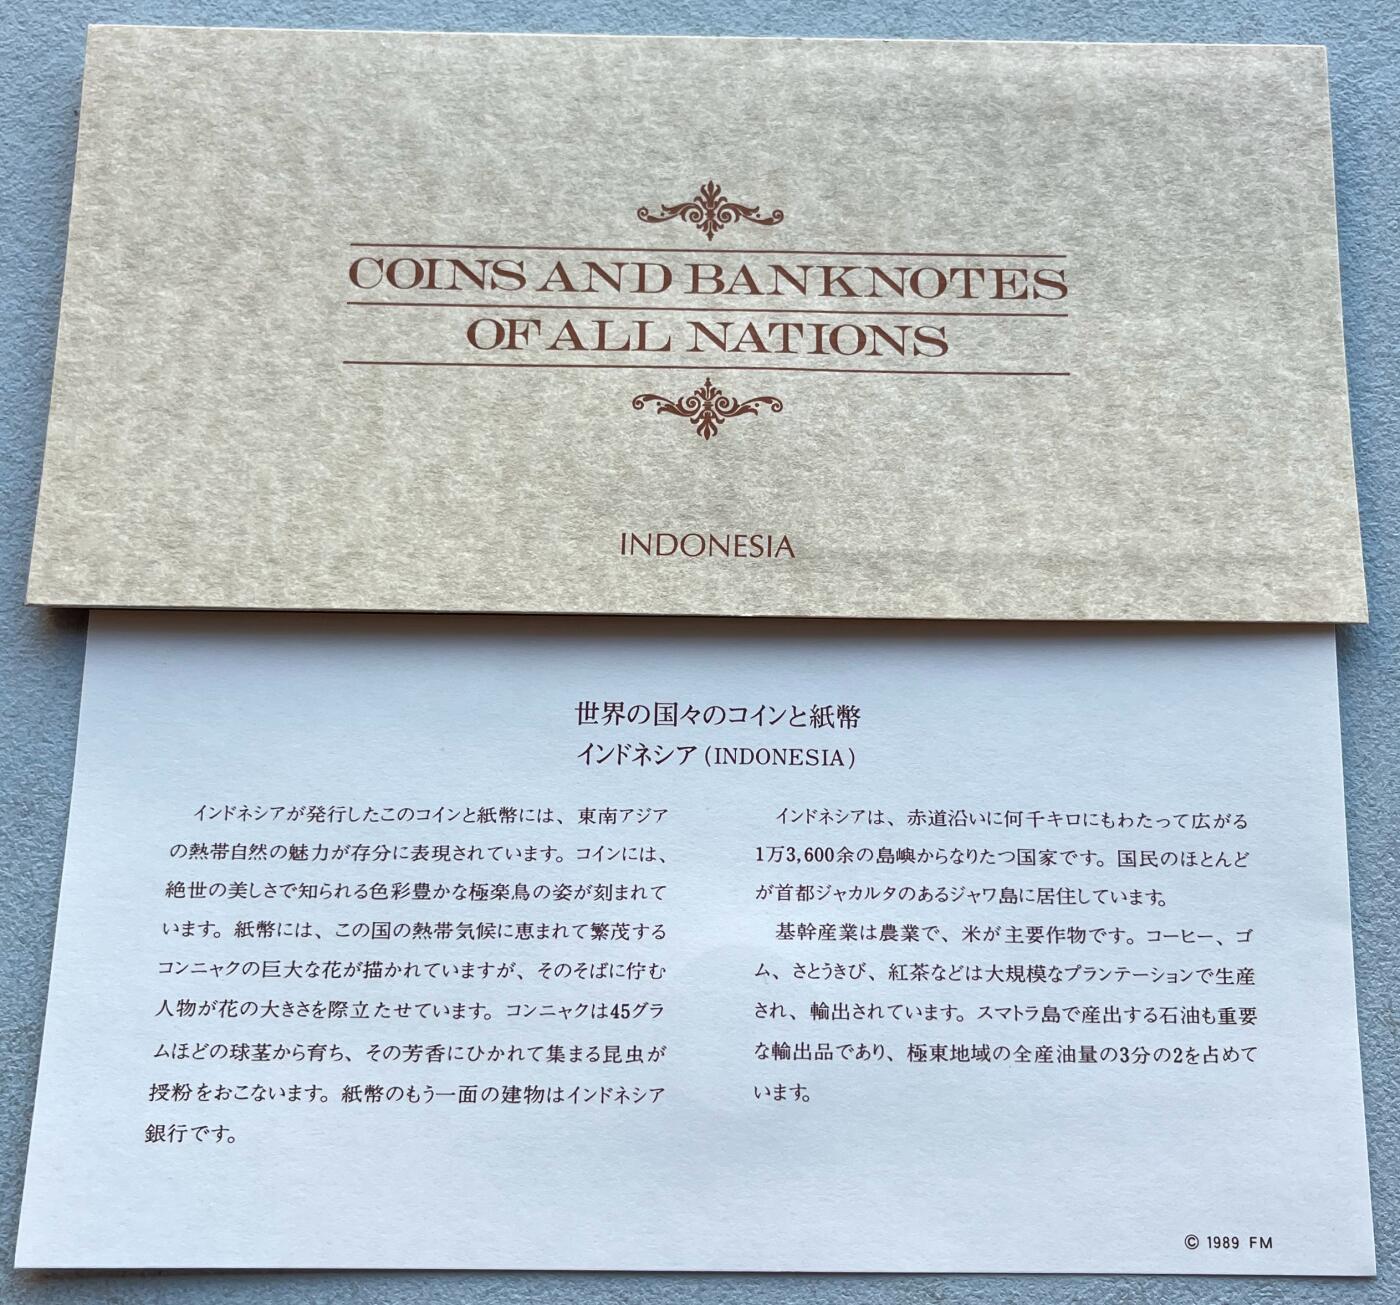 COINS AND BANKNOTES
OF ALL NATIONS
INDONESIA
世界の国々のコインと紙幣
インドネシア (INDONESIA)
インドネシアが発行したこのコインと紙幣には、東南アジア
の熱帯自然の魅力が存分に表現されています。コインには、
絶世の美しさで知られる色彩豊かな極楽鳥の姿が刻まれて
います。紙幣には、この国の熱帯気候に恵まれて繁茂する
コンニャクの巨大な花が描かれていますが、そのそばに佇む
人物が花の大きさを際立たせています。コンニャクは45グラ
ムほどの球茎から育ち、その芳香にひかれて集まる昆虫が
授粉をおこないます。紙幣のもう一面の建物はインドネシア
銀行です。
インドネシアは、赤道沿いに何千キロにもわたって広がる
1万3,600余の島嶼からなりたつ国家です。国民のほとんど
が首都ジャカルタのあるジャワ島に居住しています。
基幹産業は農業で、米が主要作物です。コーヒー、ゴ
ム、さとうきび、紅茶などは大規模なプランテーションで生産
され、輸出されています。スマトラ島で産出する石油も重要
な輸出品であり、極東地域の全産油量の3分の2を占めて
います。
© 1989 FM